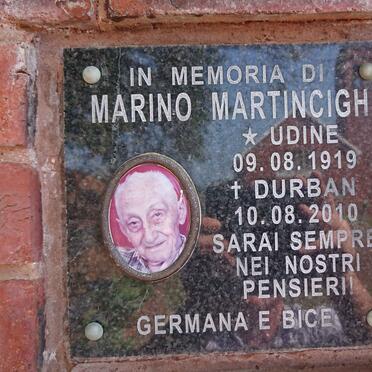 IN MEMORIA DI
MARINO MARTINCIGH
★ UDINE
09.08.1919
† DURBAN
10.08.2010
SARAI SEMPRE
NEI NOSTRI
PENSIERI!
GERMANA E BICE